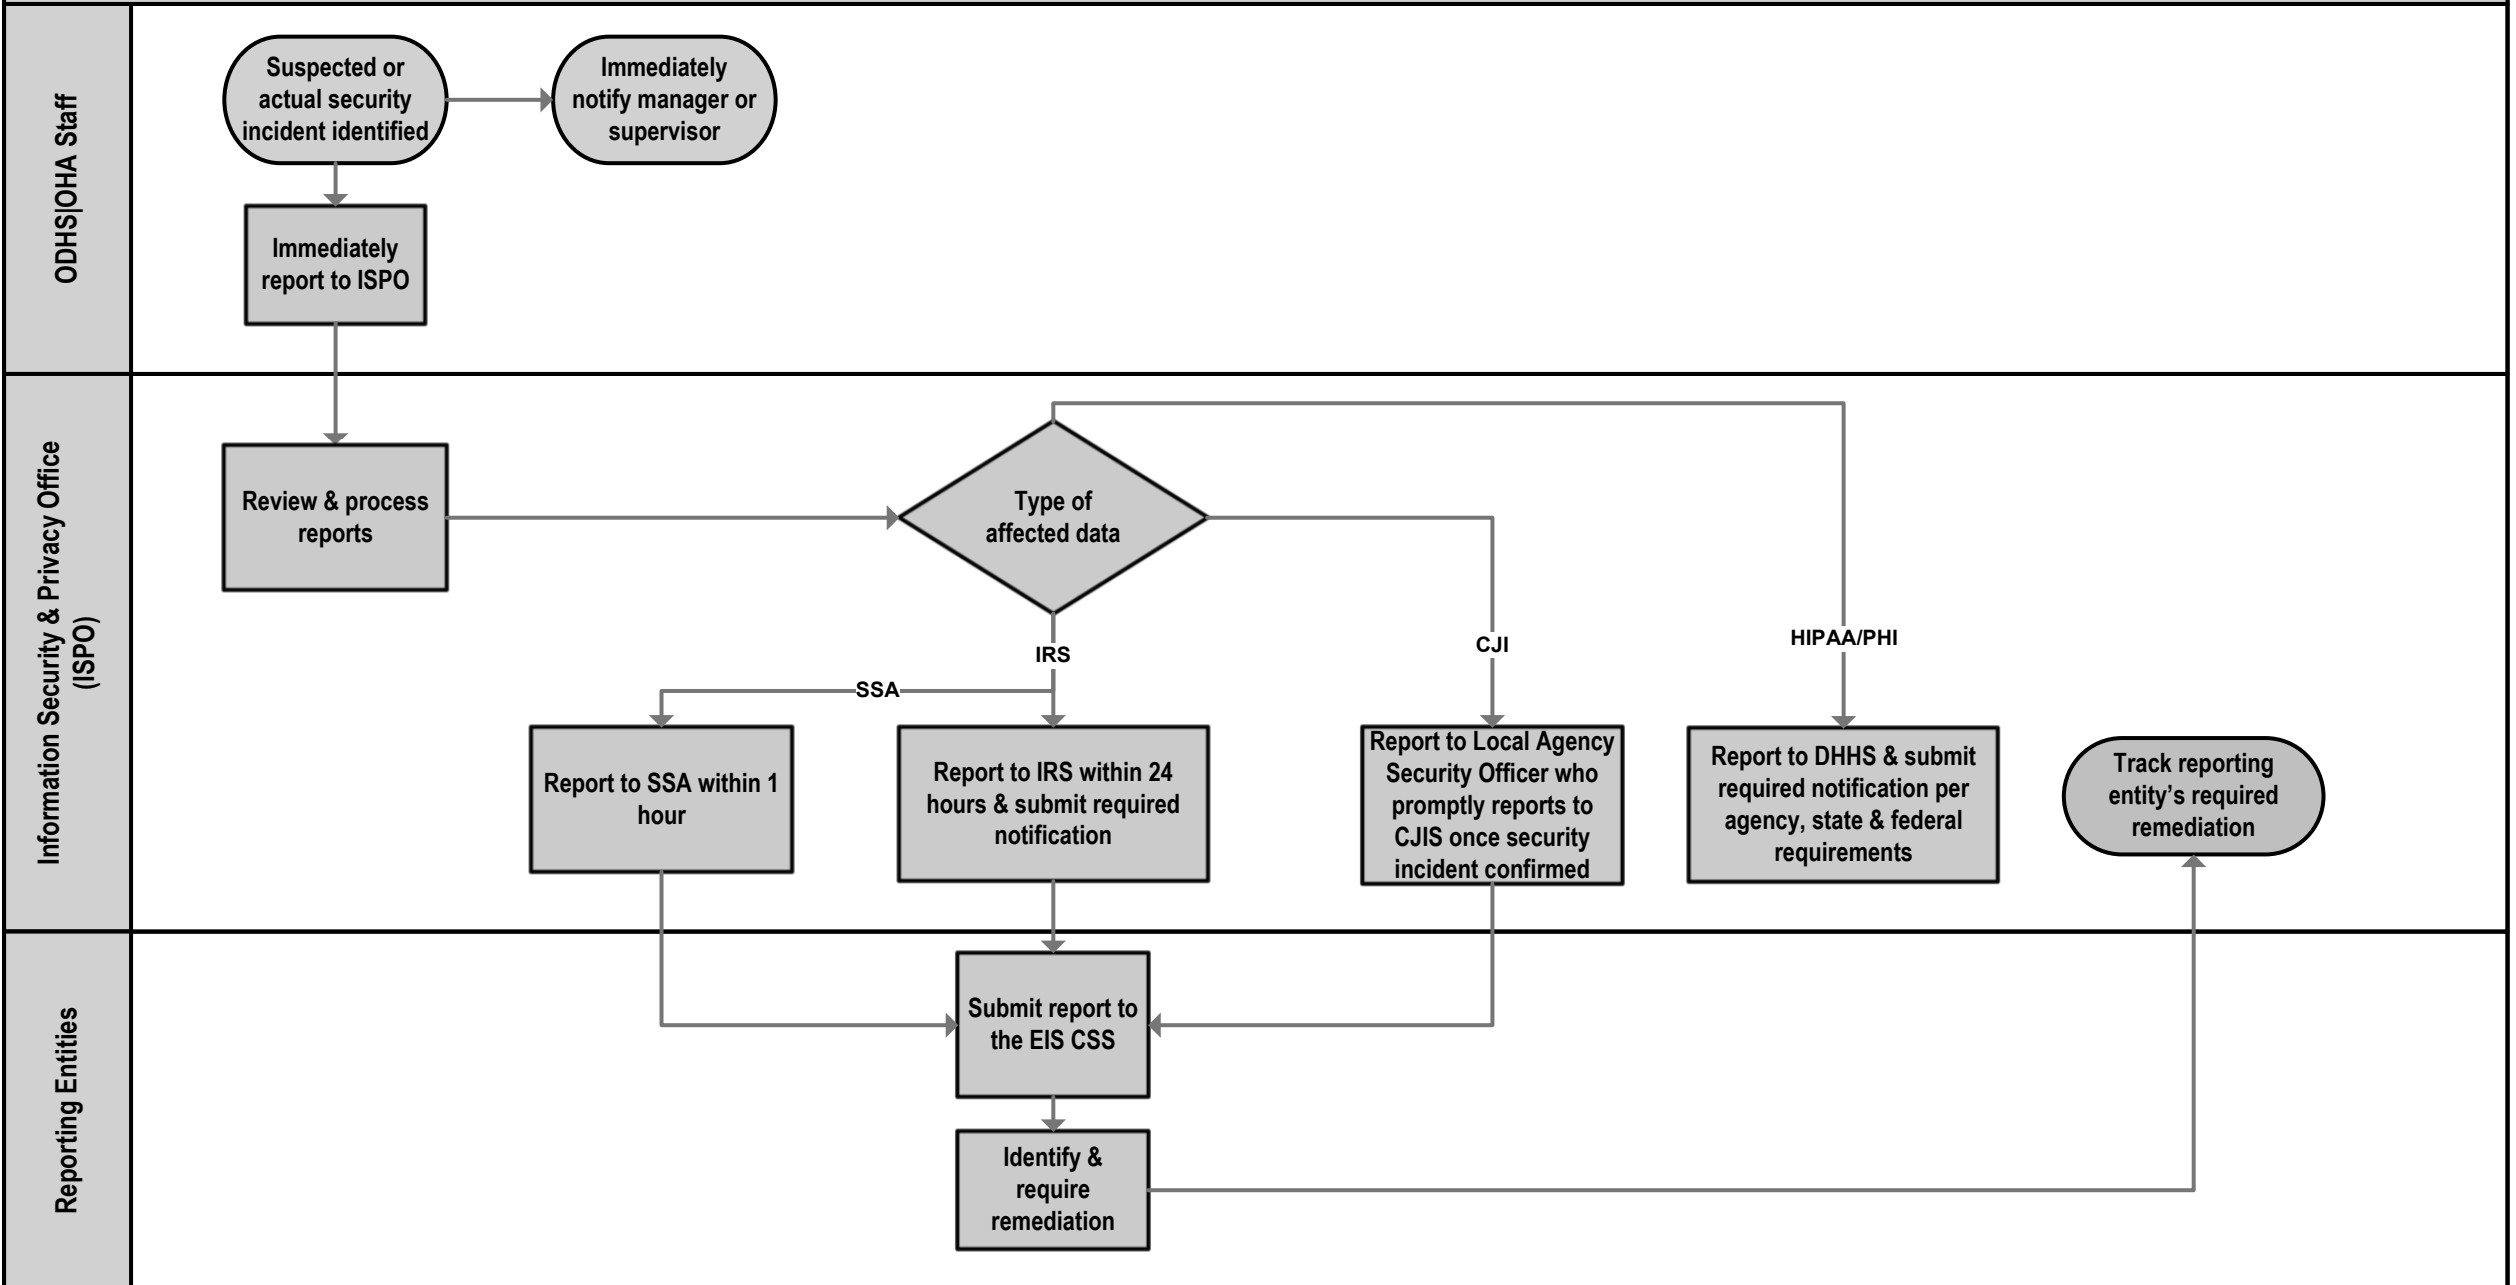 ODHS|OHA Staff
Suspected or
actual security
incident identified
Immediately
notify manager or
supervisor
Immediately
report to ISPO
Information Security & Privacy Office
(ISPO)
Review & process
reports
Type of
affected data
IRS
SSA
CJI
HIPAA/PHI
Report to SSA within 1
hour
Report to IRS within 24
hours & submit required
notification
Report to Local Agency
Security Officer who
promptly reports to
CJIS once security
incident confirmed
Report to DHHS & submit
required notification per
agency, state & federal
requirements
Track reporting
entity’s required
remediation
Reporting Entities
Submit report to
the EIS CSS
Identify &
require
remediation